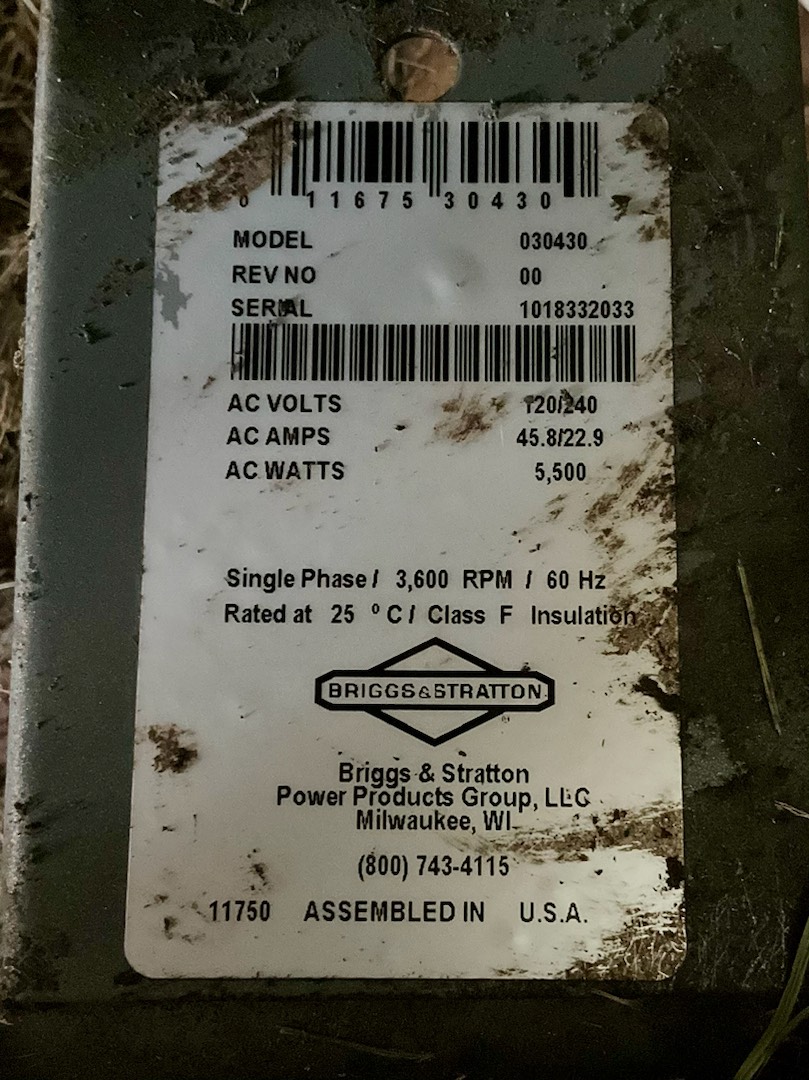 0 11675 30430
MODEL 030430
REV NO 00
SERIAL 1018332033
AC VOLTS 120/240
AC AMPS 45.8/22.9
AC WATTS 5,500
Single Phase / 3,600 RPM / 60 Hz
Rated at 25 °C / Class F Insulation
BRIGGS&STRATTON
Briggs & Stratton
Power Products Group, LLC
Milwaukee, WI
(800) 743-4115
11750 ASSEMBLED IN U.S.A.